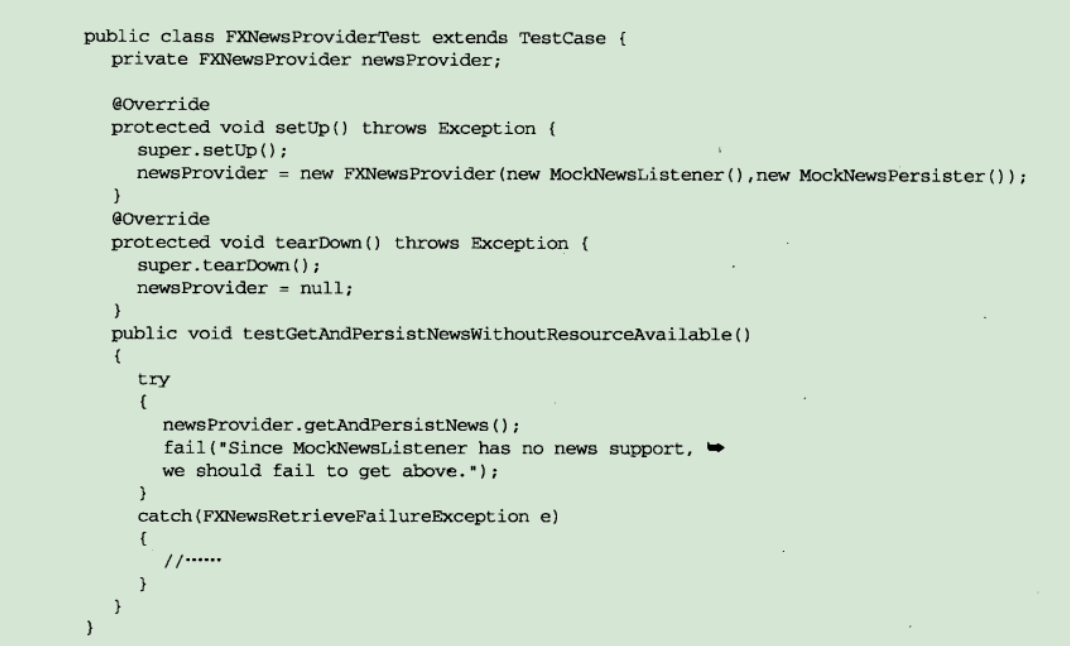 public class FXNewsProviderTest extends TestCase {
private FXNewsProvider newsProvider;
@Override
protected void setUp() throws Exception {
super.setUp();
newsProvider = new FXNewsProvider(new MockNewsListener(),new MockNewsPersister());
}
@Override
protected void tearDown() throws Exception {
super.tearDown();
newsProvider = null;
}
public void testGetAndPersistNewsWithoutResourceAvailable()
{
try
{
newsProvider.getAndPersistNews();
fail("Since MockNewsListener has no news support, ➥
we should fail to get above.");
}
catch(FXNewsRetrieveFailureException e)
{
//⋯⋯
}
}
}